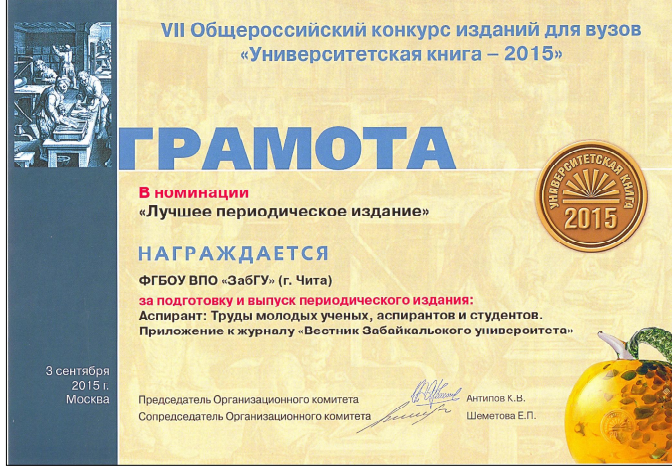 VII Общероссийский конкурс изданий для вузов
«Университетская книга – 2015»
ГРАМОТА
В номинации
«Лучшее периодическое издание»
УНИВЕРСИТЕТСКАЯ КНИГА
2015
НАГРАЖДАЕТСЯ
ФГБОУ ВПО «ЗабГУ» (г. Чита)
за подготовку и выпуск периодического издания:
Аспирант: Труды молодых ученых, аспирантов и студентов.
Приложение к журналу «Вестник Забайкальского университета»
3 сентября
2015 г.
Москва
Председатель Организационного комитета
Антипов К.В.
Сопредседатель Организационного комитета
Шеметова Е.П.